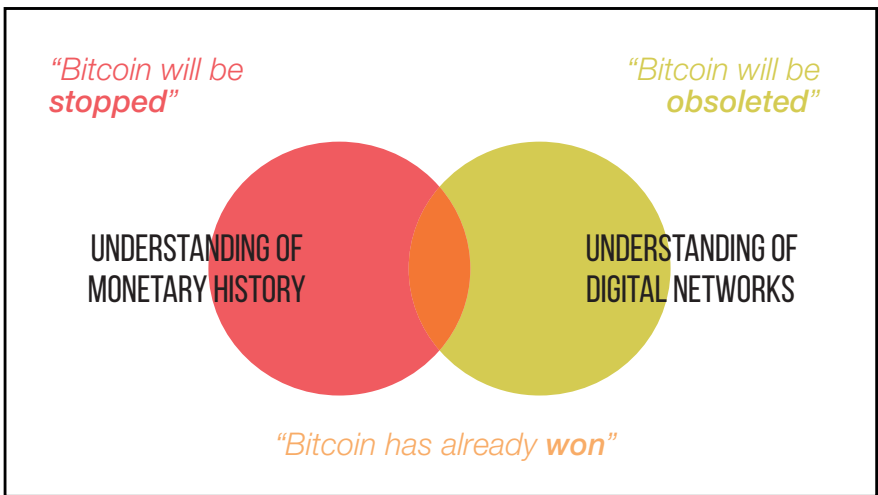 “Bitcoin will be
stopped”
“Bitcoin will be
obsoleted”
UNDERSTANDING OF
MONETARY HISTORY
UNDERSTANDING OF
DIGITAL NETWORKS
“Bitcoin has already won”